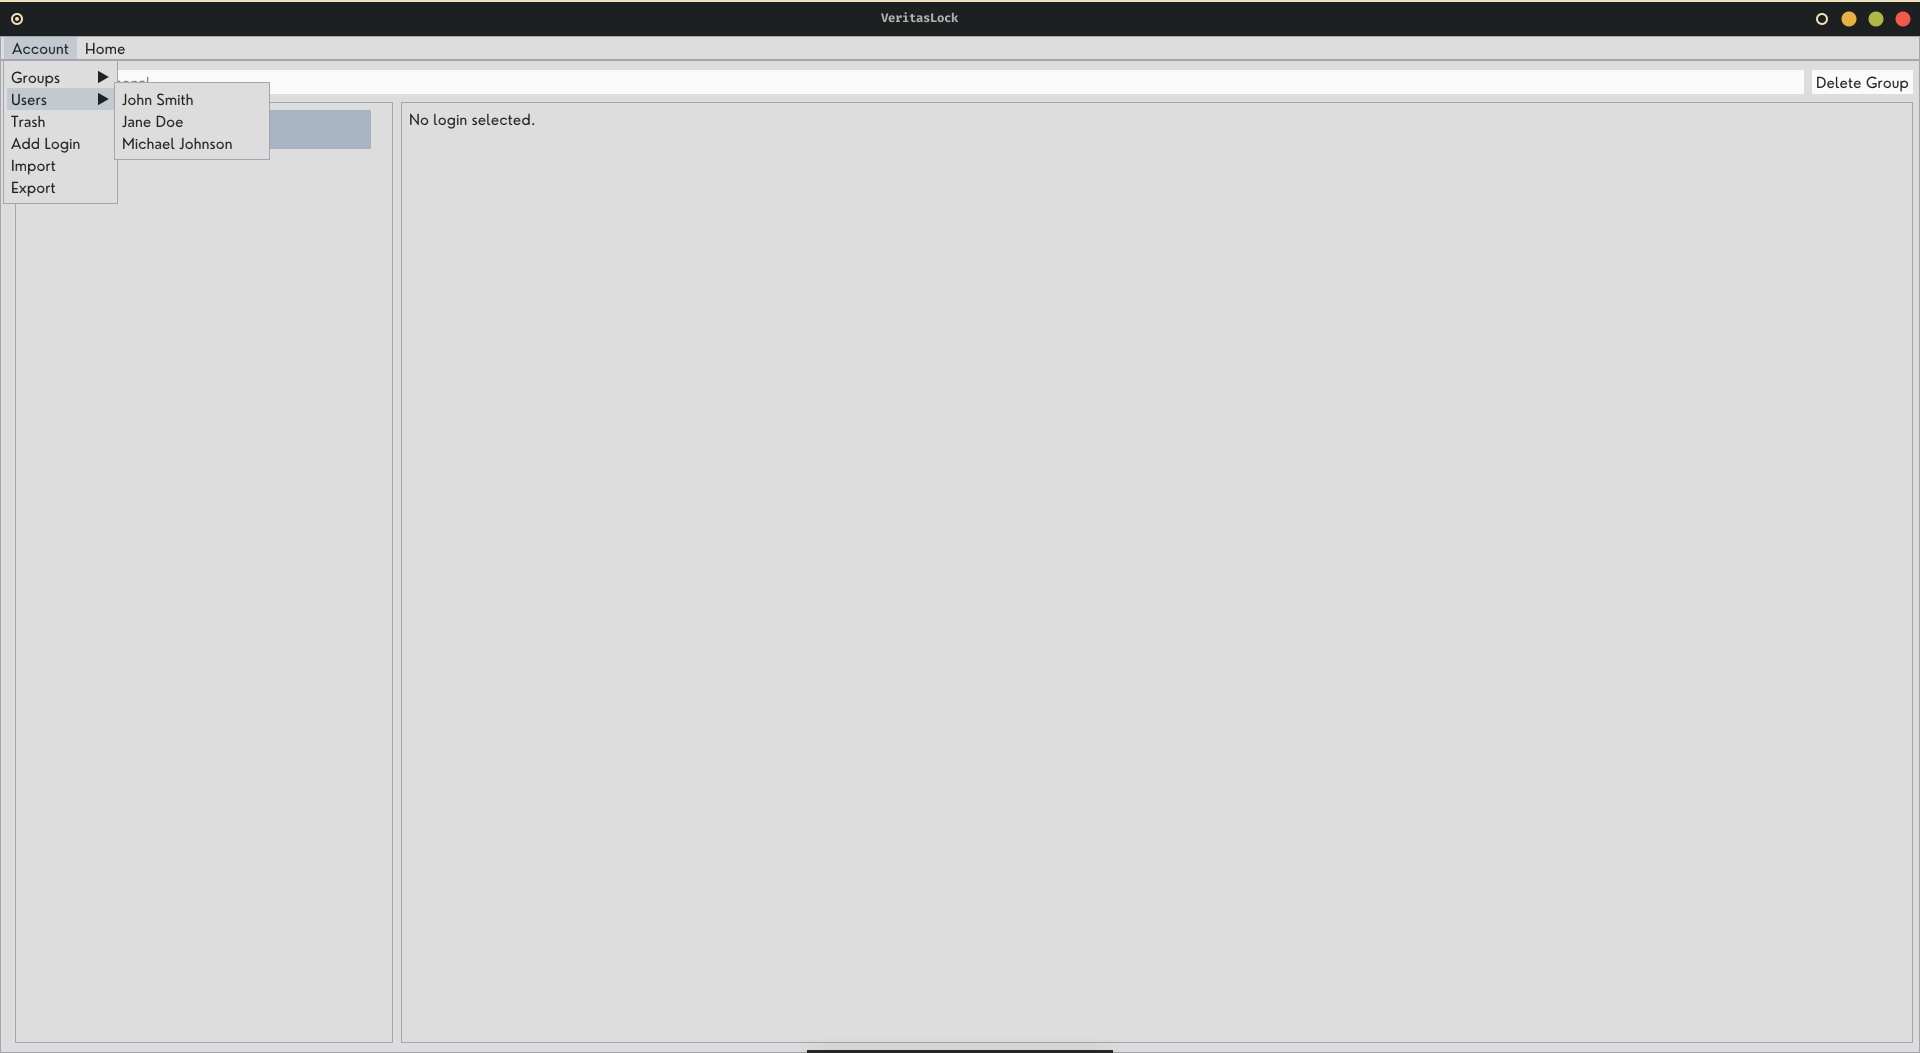 VeritasLock
Account Home
Groups
Users
Trash
Add Login
Import
Export
John Smith
Jane Doe
Michael Johnson
Delete Group
No login selected.